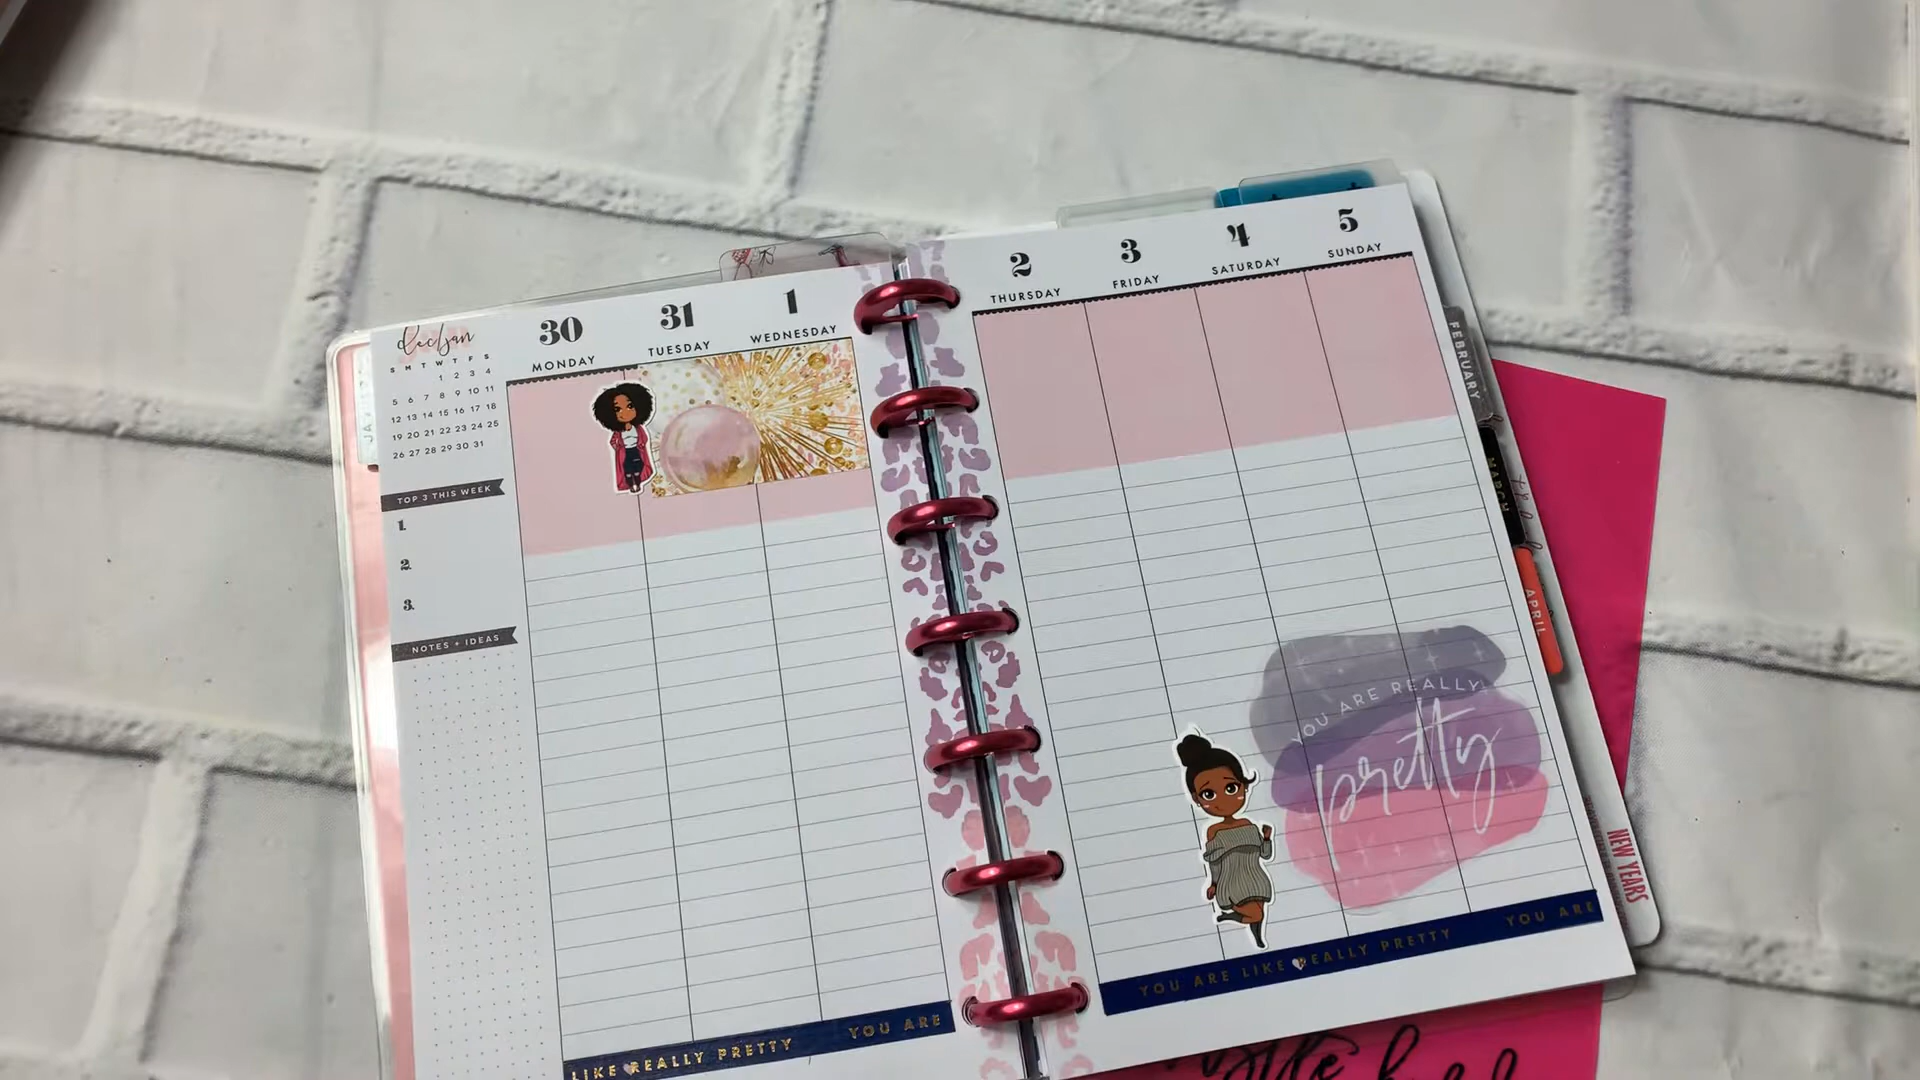 30
MONDAY
31
TUESDAY
1
WEDNESDAY
2
THURSDAY
3
FRIDAY
4
SATURDAY
5
SUNDAY
S M T W T F S
1 2 3 4
5 6 7 8 9 10 11
12 13 14 15 16 17 18
19 20 21 22 23 24 25
26 27 28 29 30 31
TOP 3 THIS WEEK
1.
2.
3.
NOTES + IDEAS
YOU ARE REALLY
pretty
LIKE REALLY PRETTY YOU ARE
YOU ARE LIKE REALLY PRETTY YOU ARE
FEBRUARY
MARCH
APRIL
NEW YEARS